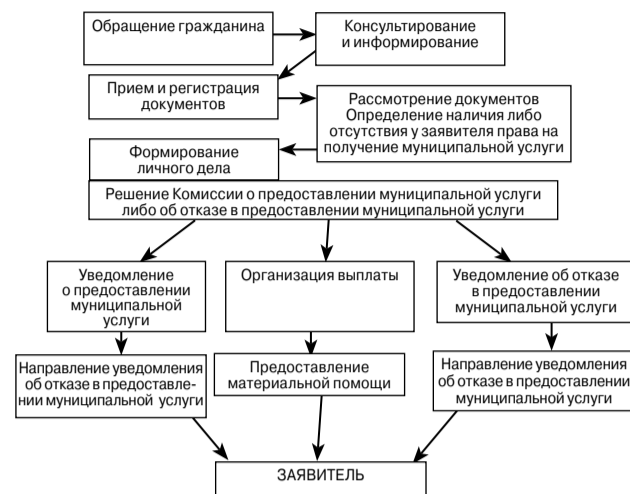 Обращение гражданина
Консультирование
и информирование
Прием и регистрация
документов
Рассмотрение документов
Определение наличия либо
отсутствия у заявителя права на
получение муниципальной услуги
Формирование
личного дела
Решение Комиссии о предоставлении муниципальной услуги
либо об отказе в предоставлении муниципальной услуги
Уведомление
о предоставлении
муниципальной
услуги
Организация выплаты
Уведомление об отказе
в предоставлении
муниципальной услуги
Направление уведомления
об отказе в предоставле-
нии муниципальной услуги
Предоставление
материальной помощи
Направление уведомления
об отказе в предоставлении
муниципальной услуги
ЗАЯВИТЕЛЬ